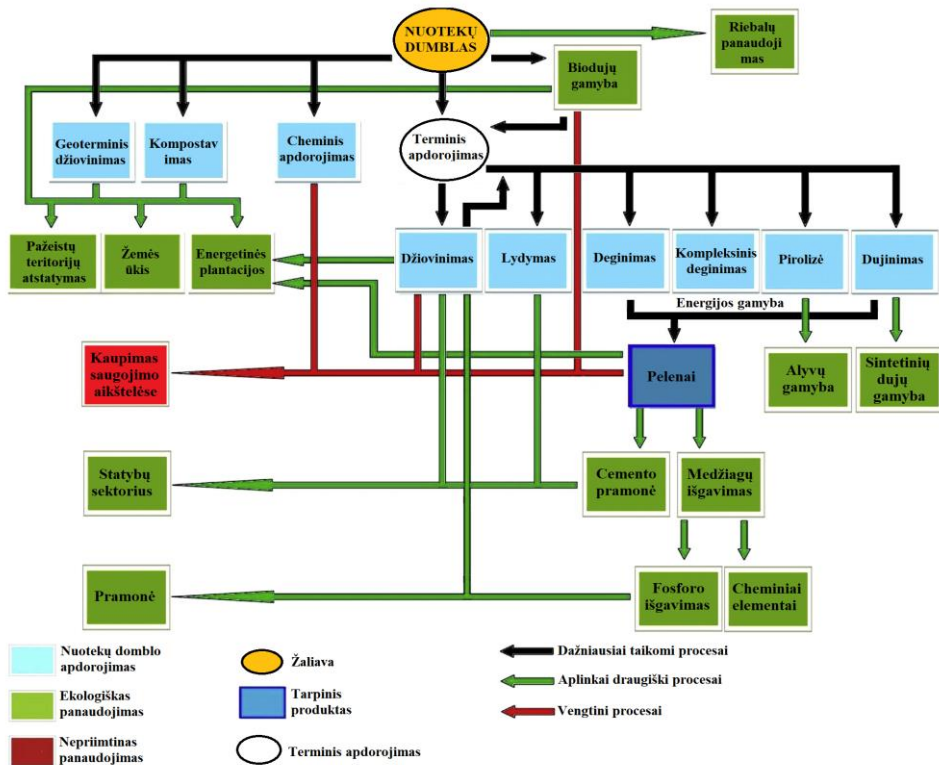 NUOTEKŲ
DUMBLAS
Riebalų
panaudoji
mas
Biodujų
gamyba
Geoterminis
džiovinimas
Kompostav
imas
Cheminis
apdorojimas
Terminis
apdorojimas
Pažeistų
teritorijų
atstatymas
Žemės
ūkis
Energetinės
plantacijos
Džiovinimas
Lydymas
Deginimas
Kompleksinis
deginimas
Pirolizė
Dujinimas
Energijos gamyba
Kaupimas
saugojimo
aikštelėse
Pelenai
Alyvų
gamyba
Sintetinių
dujų
gamyba
Statybų
sektorius
Cemento
pramonė
Medžiagų
išgavimas
Pramonė
Fosforo
išgavimas
Cheminiai
elementai
Nuotekų domblo
apdorojimas
Ekologiškas
panaudojimas
Nepriimtinas
panaudojimas
Žaliava
Tarpinis
produktas
Terminis apdorojimas
Dažniausiai taikomi procesai
Aplinkai draugiški procesai
Vengtini procesai